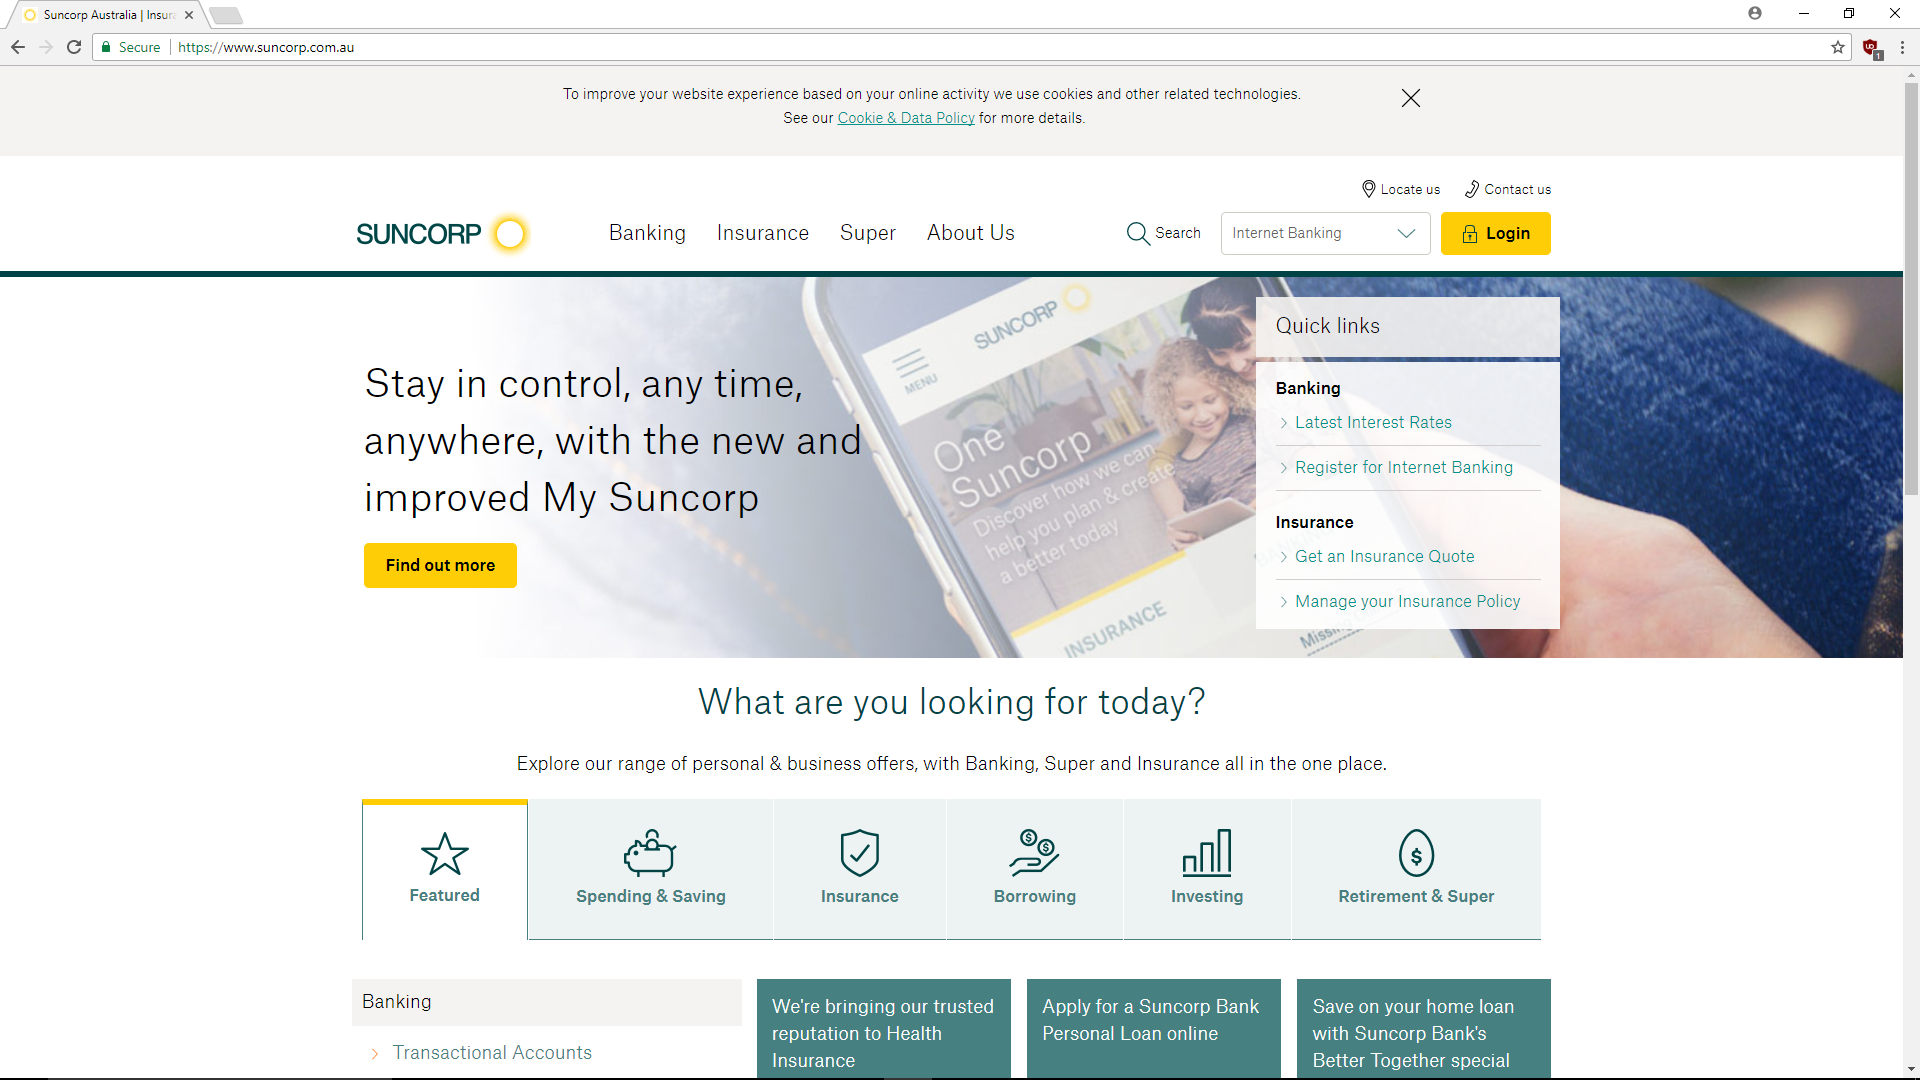 Suncorp Australia | Insur
Secure
https://www.suncorp.com.au
1
To improve your website experience based on your online activity we use cookies and other related technologies.
See our Cookie & Data Policy for more details.
Locate us
Contact us
SUNCORP
Banking
Insurance
Super
About Us
Search
Internet Banking
Login
Stay in control, any time,
anywhere, with the new and
improved My Suncorp
Find out more
SUNCORP
MENU
One
Suncorp
Discover how we can
help you plan & create
a better today
INSURANCE
Quick links
Banking
Latest Interest Rates
Register for Internet Banking
Insurance
Get an Insurance Quote
Manage your Insurance Policy
What are you looking for today?
Explore our range of personal & business offers, with Banking, Super and Insurance all in the one place.
Featured
Spending & Saving
Insurance
Borrowing
Investing
Retirement & Super
Banking
Transactional Accounts
We're bringing our trusted
reputation to Health
Insurance
Apply for a Suncorp Bank
Personal Loan online
Save on your home loan
with Suncorp Bank's
Better Together special